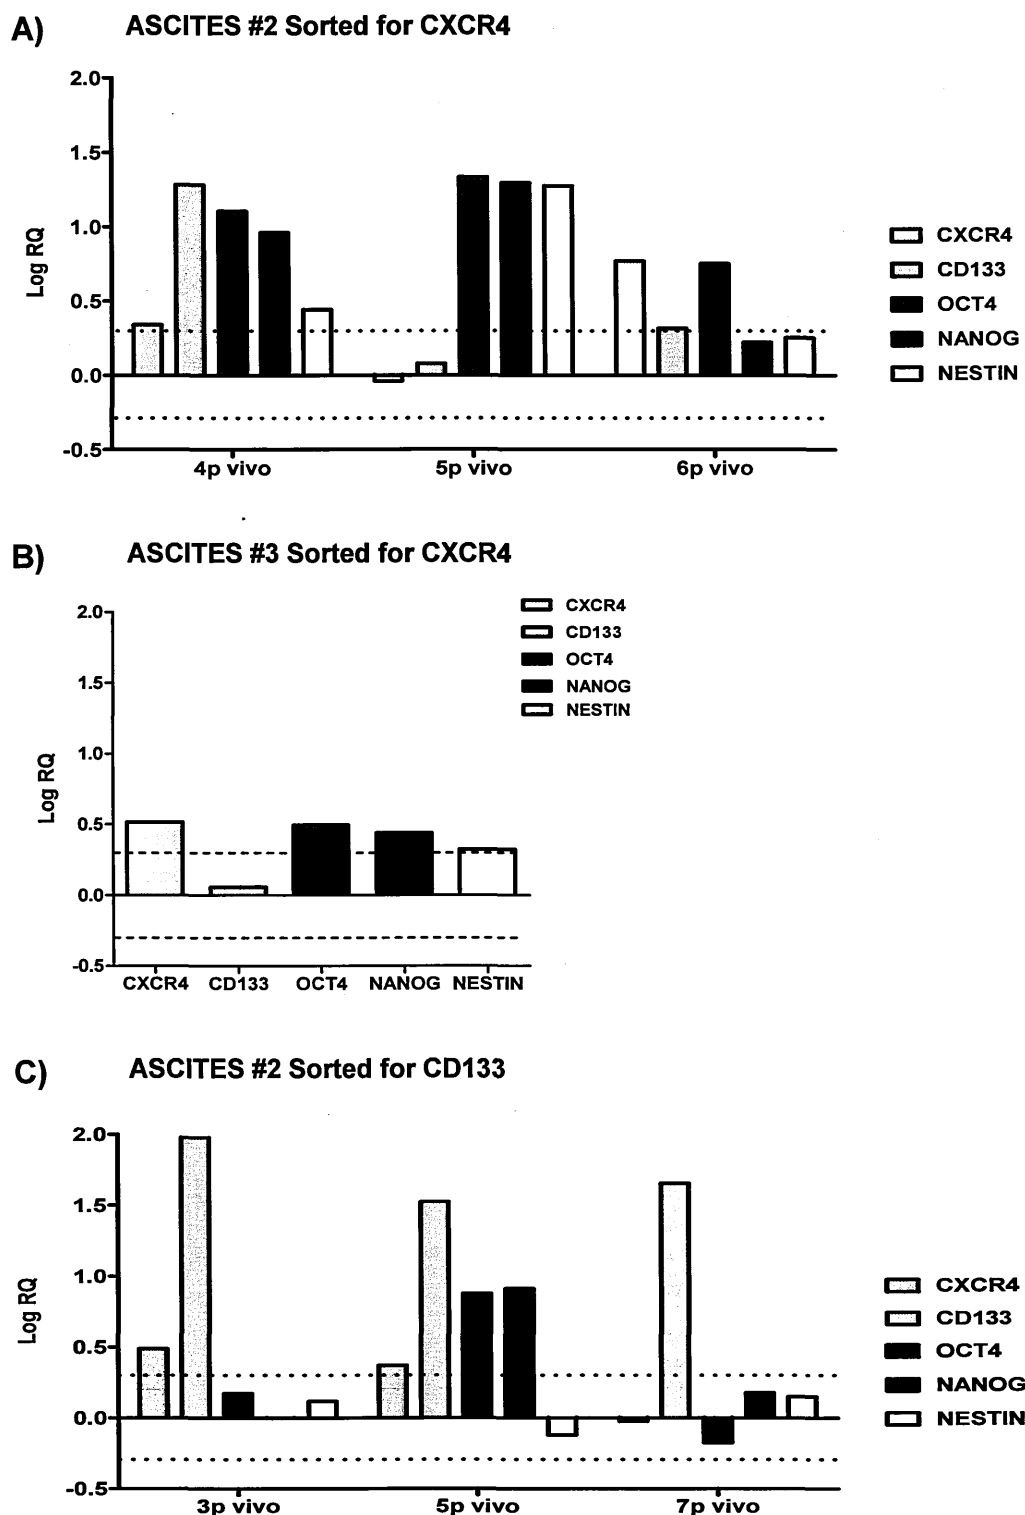 A) ASCITES #2 Sorted for CXCR4
2.0
1.5
1.0
0.5
0.0
-0.5
Log RQ
4p vivo 5p vivo 6p vivo
CXCR4
CD133
OCT4
NANOG
NESTIN
B) ASCITES #3 Sorted for CXCR4
CXCR4
CD133
OCT4
NANOG
NESTIN
2.0
1.5
1.0
0.5
0.0
-0.5
Log RQ
CXCR4 CD133 OCT4 NANOG NESTIN
C) ASCITES #2 Sorted for CD133
2.0
1.5
1.0
0.5
0.0
-0.5
Log RQ
3p vivo 5p vivo 7p vivo
CXCR4
CD133
OCT4
NANOG
NESTIN